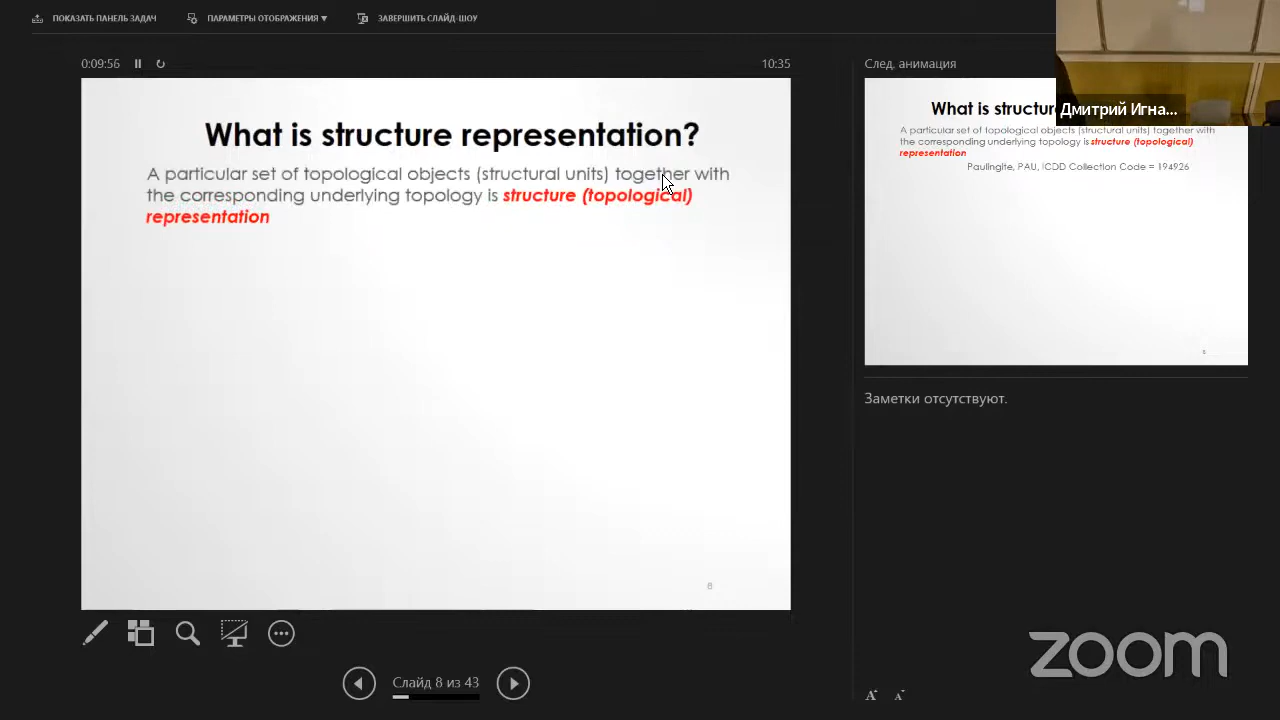 ПОКАЗАТЬ ПАНЕЛЬ ЗАДАЧ
ПАРАМЕТРЫ ОТОБРАЖЕНИЯ ▼
ЗАВЕРШИТЬ СЛАЙД-ШОУ
0:09:56
10:35
What is structure representation?
A particular set of topological objects (structural units) together with
the corresponding underlying topology is structure (topological)
representation
8
Слайд 8 из 43
След. анимация
Дмитрий Игна...
What is structur
A particular set of topological objects (structural units) together with
the corresponding underlying topology is structure (topological)
representation
Paulingite, PAU, ICDD Collection Code = 194926
8
Заметки отсутствуют.
zoom
A A